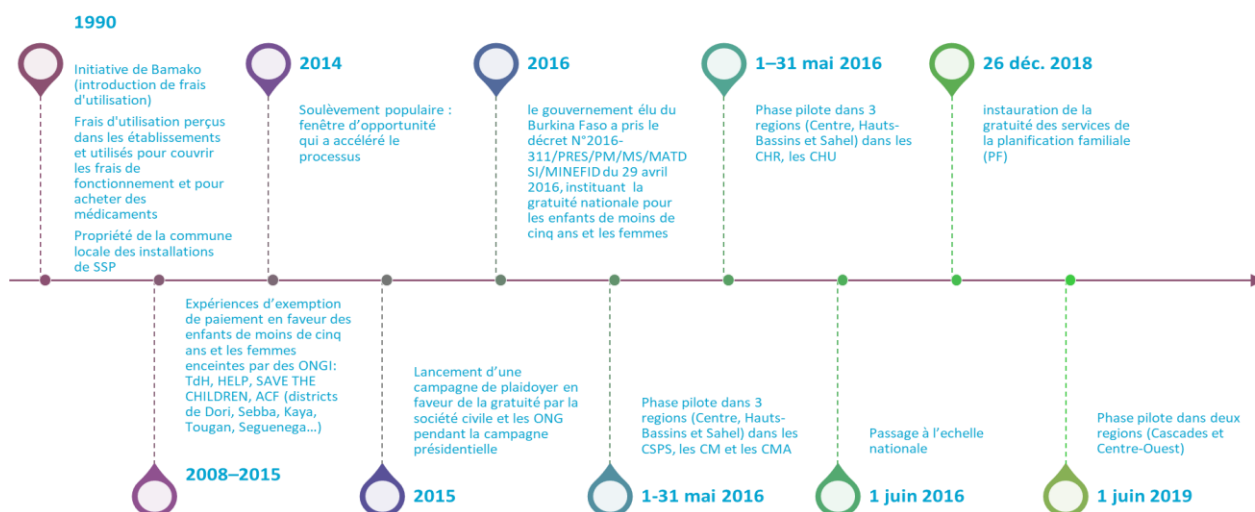 1990
Initiative de Bamako
(introduction de frais
d'utilisation)
Frais d'utilisation perçus
dans les établissements
et utilisés pour couvrir
les frais de
fonctionnement et pour
acheter des
médicaments
Propriété de la commune
locale des installations
de SSP
Expériences d'exemption
de paiement en faveur des
enfants de moins de cinq
ans et les femmes
enceintes par des ONGI:
TdH, HELP, SAVE THE
CHILDREN, ACF (districts
de Dori, Sebba, Kaya,
Tougan, Seguenega...)
2008–2015
2014
Soulèvement populaire :
fenêtre d'opportunité
qui a accéléré le
processus
Lancement d'une
campagne de plaidoyer en
faveur de la gratuité par la
société civile et les ONG
pendant la campagne
présidentielle
2015
2016
le gouvernement élu du
Burkina Faso a pris le
décret N°2016-
311/PRES/PM/MS/MATD
SI/MINEFID du 29 avril
2016, instituant la
gratuité nationale pour
les enfants de moins de
cinq ans et les femmes
Phase pilote dans 3
regions (Centre, Hauts-
Bassins et Sahel) dans les
CSPS, les CM et les CMA
1-31 mai 2016
1–31 mai 2016
Phase pilote dans 3
regions (Centre, Hauts-
Bassins et Sahel) dans les
CHR, les CHU
Passage à l'echelle
nationale
1 juin 2016
26 déc. 2018
instauration de la
gratuité des services de
la planification familiale
(PF)
Phase pilote dans deux
regions (Cascades et
Centre-Ouest)
1 juin 2019